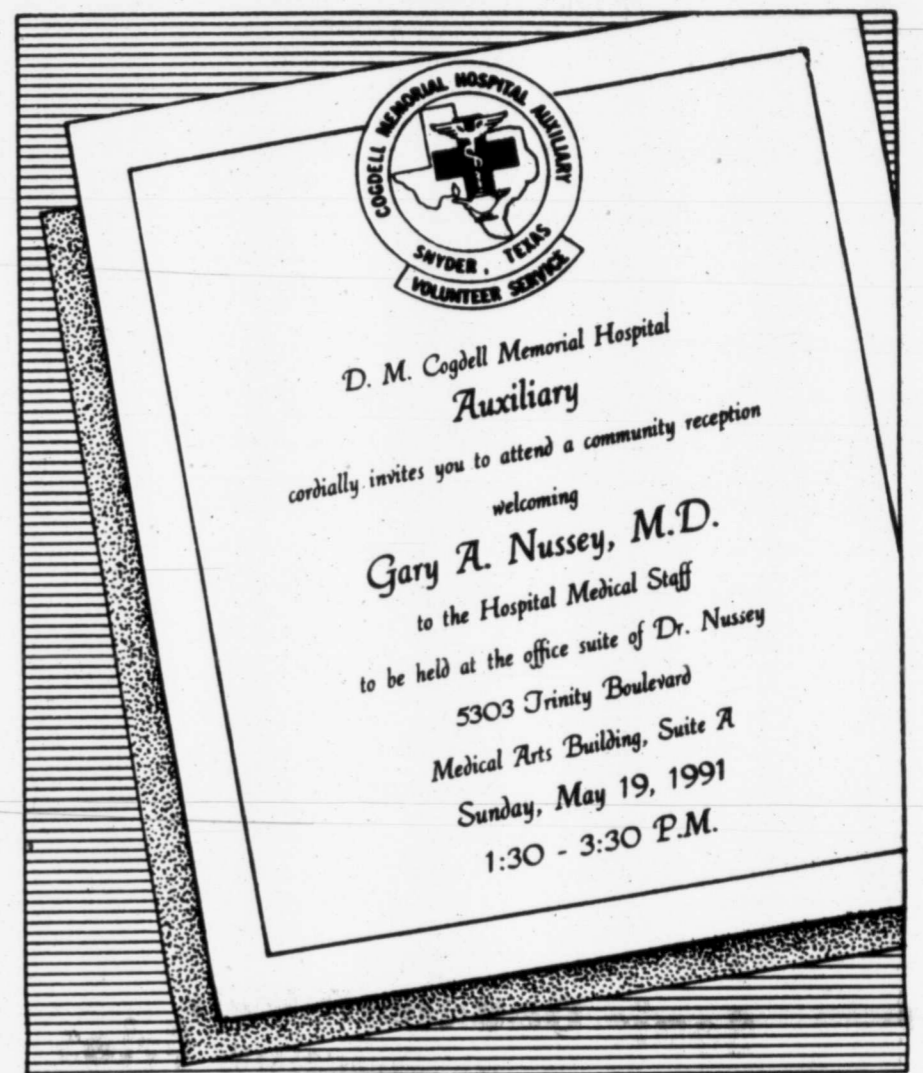 COGDELL MEMORIAL HOSPITAL AUXILIARY
SNYDER, TEXAS
VOLUNTEER SERVICE
D. M. Cogdell Memorial Hospital
Auxiliary
cordially invites you to attend a community reception
welcoming
Gary A. Nussey, M.D.
to the Hospital Medical Staff
to be held at the office suite of Dr. Nussey
5303 Trinity Boulevard
Medical Arts Building, Suite A
Sunday, May 19, 1991
1:30 - 3:30 P.M.